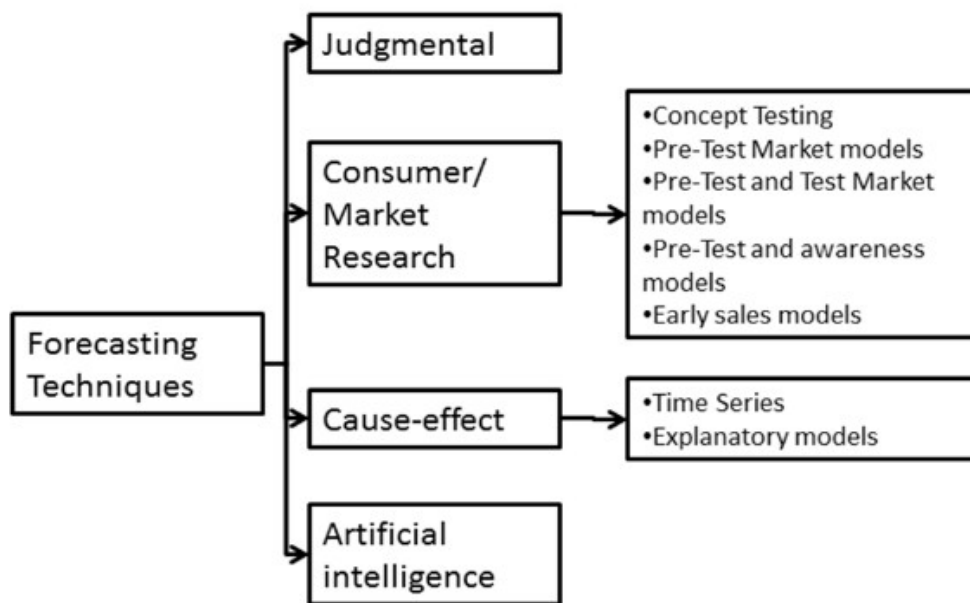 Judgmental
Consumer/
Market
Research
•Concept Testing
•Pre-Test Market models
•Pre-Test and Test Market
models
•Pre-Test and awareness
models
•Early sales models
Forecasting
Techniques
Cause-effect
•Time Series
•Explanatory models
Artificial
intelligence